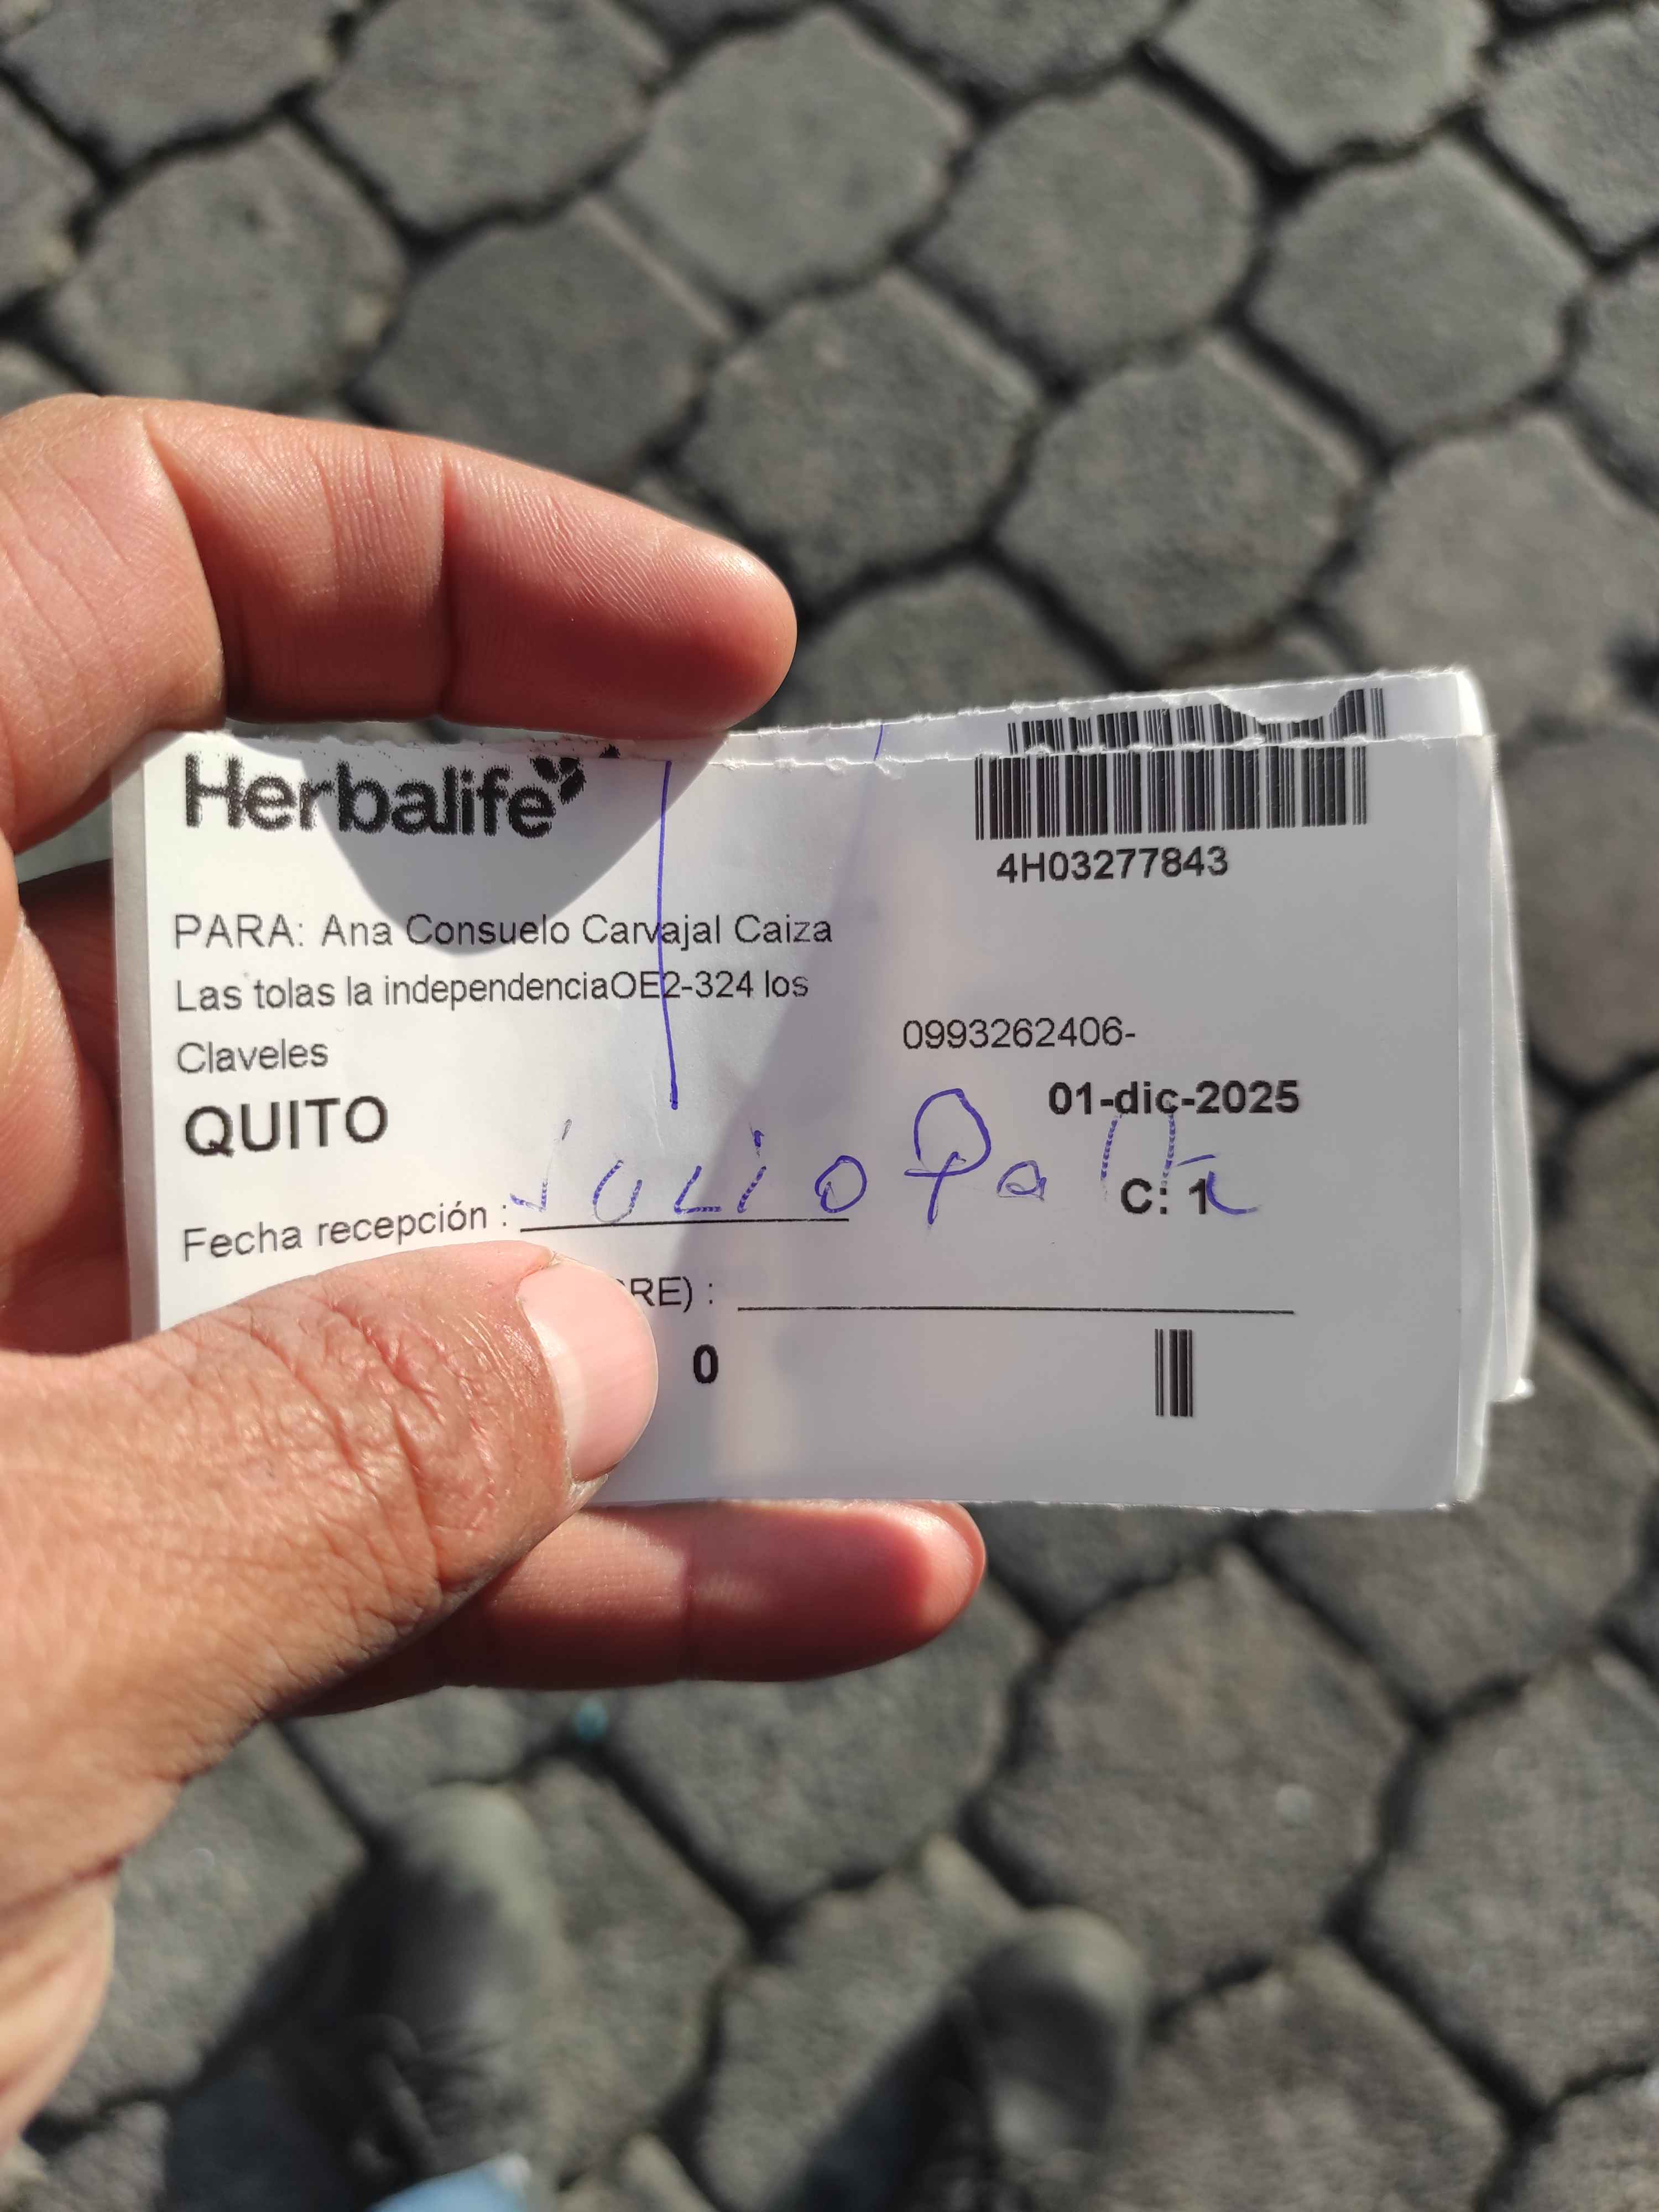 Herbalife
4H03277843
PARA: Ana Consuelo Carvajal Caiza
Las tolas la independenciaOE2-324 los
Claveles
0993262406-
QUITO
01-dic-2025
Fecha recepción : Julio
C: 1
RE) :
0